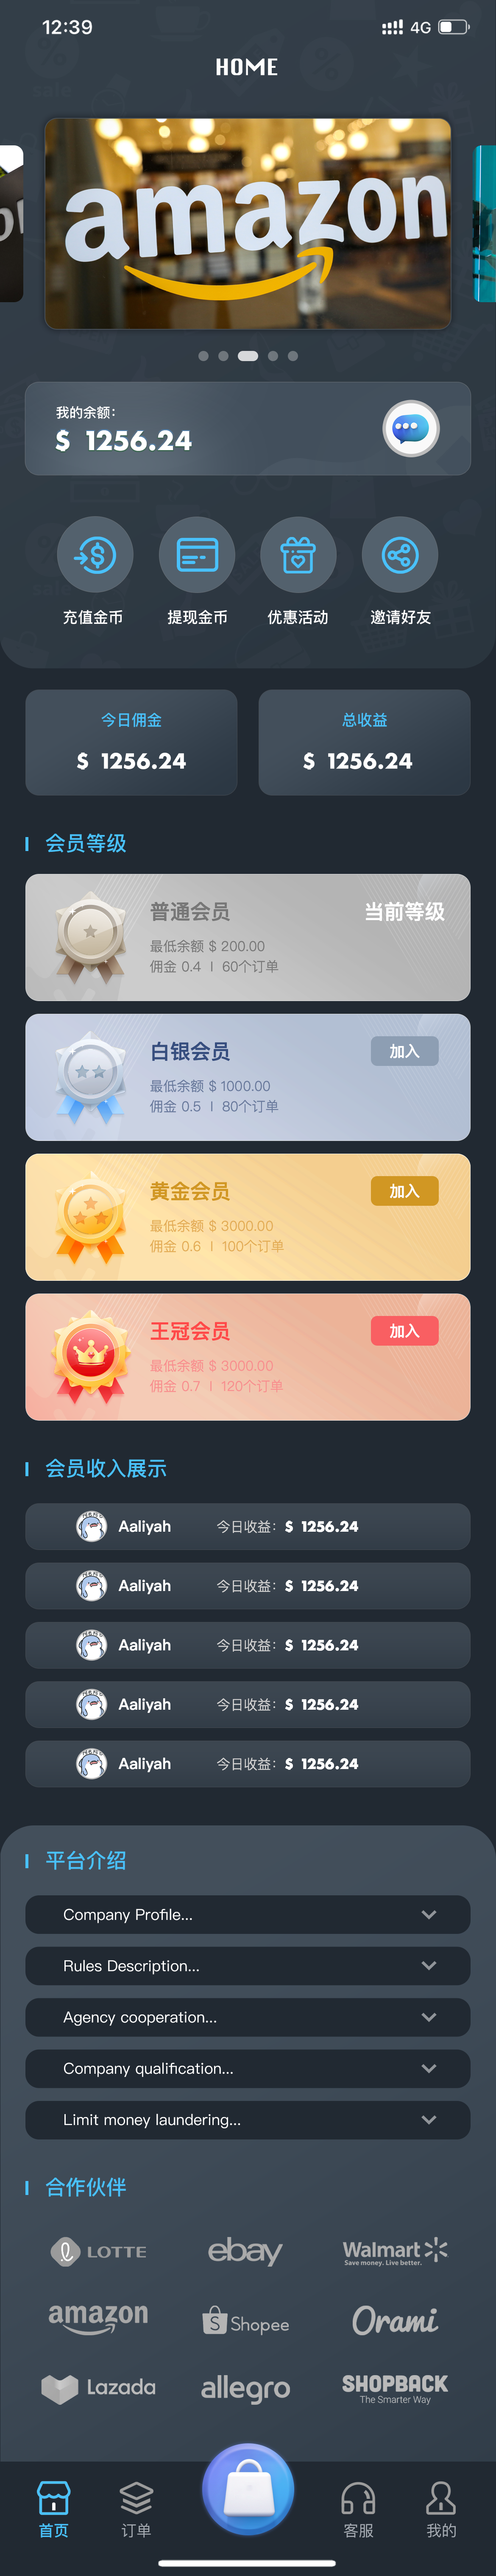 12:39
4G
HOME
amazon
我的余额：
$ 1256.24
充值金币
提现金币
优惠活动
邀请好友
今日佣金
总收益
$ 1256.24
$ 1256.24
会员等级
普通会员
当前等级
最低余额 $ 200.00
佣金 0.4 | 60个订单
白银会员
加入
最低余额 $ 1000.00
佣金 0.5 | 80个订单
黄金会员
加入
最低余额 $ 3000.00
佣金 0.6 | 100个订单
王冠会员
加入
最低余额 $ 3000.00
佣金 0.7 | 120个订单
会员收入展示
Aaliyah 今日收益： $ 1256.24
Aaliyah 今日收益： $ 1256.24
Aaliyah 今日收益： $ 1256.24
Aaliyah 今日收益： $ 1256.24
Aaliyah 今日收益： $ 1256.24
平台介绍
Company Profile...
Rules Description...
Agency cooperation...
Company qualification...
Limit money laundering...
合作伙伴
LOTTE
ebay
Walmart
Save money. Live better.
amazon
Shopee
Orami
Lazada
allegro
SHOPBACK
The Smarter Way
首页
订单
客服
我的